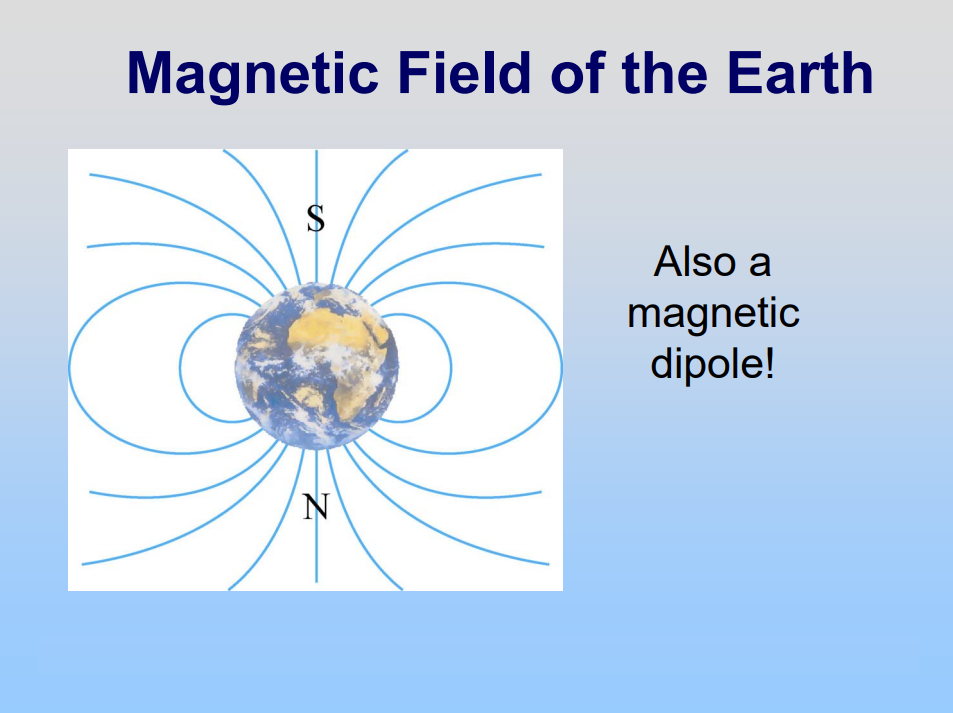 Magnetic Field of the Earth
S
Also a
magnetic
dipole!
N